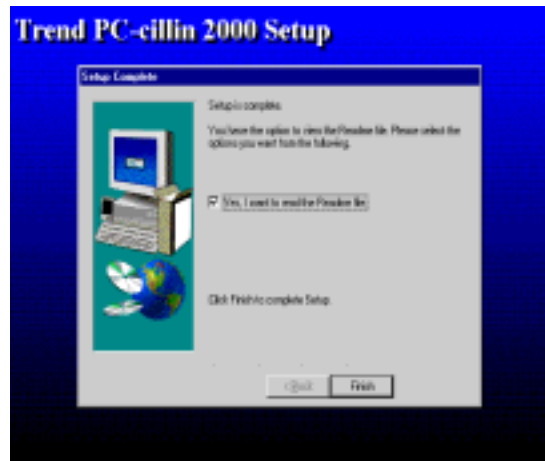 Trend PC-cillin 2000 Setup
Setup Complete
Setup is complete.
You have the option to view the Readme file. Please select the
options you want from the following.
Yes, I want to read the Readme file
Click Finish to complete Setup.
< Back
Finish